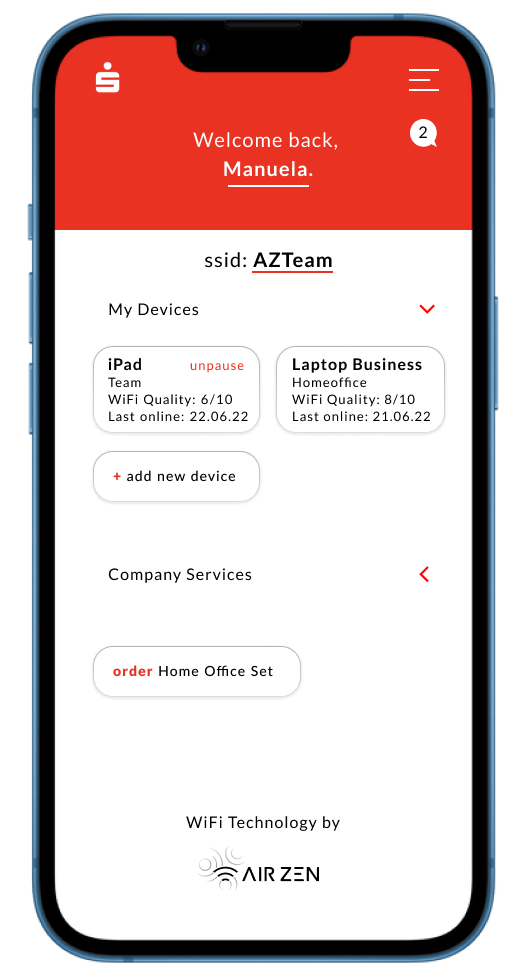 Welcome back,
2
Manuela.
ssid: AZTeam
My Devices
iPad unpause
Team
WiFi Quality: 6/10
Last online: 22.06.22
Laptop Business
Homeoffice
WiFi Quality: 8/10
Last online: 21.06.22
+ add new device
Company Services
order Home Office Set
WiFi Technology by
AIR ZEN